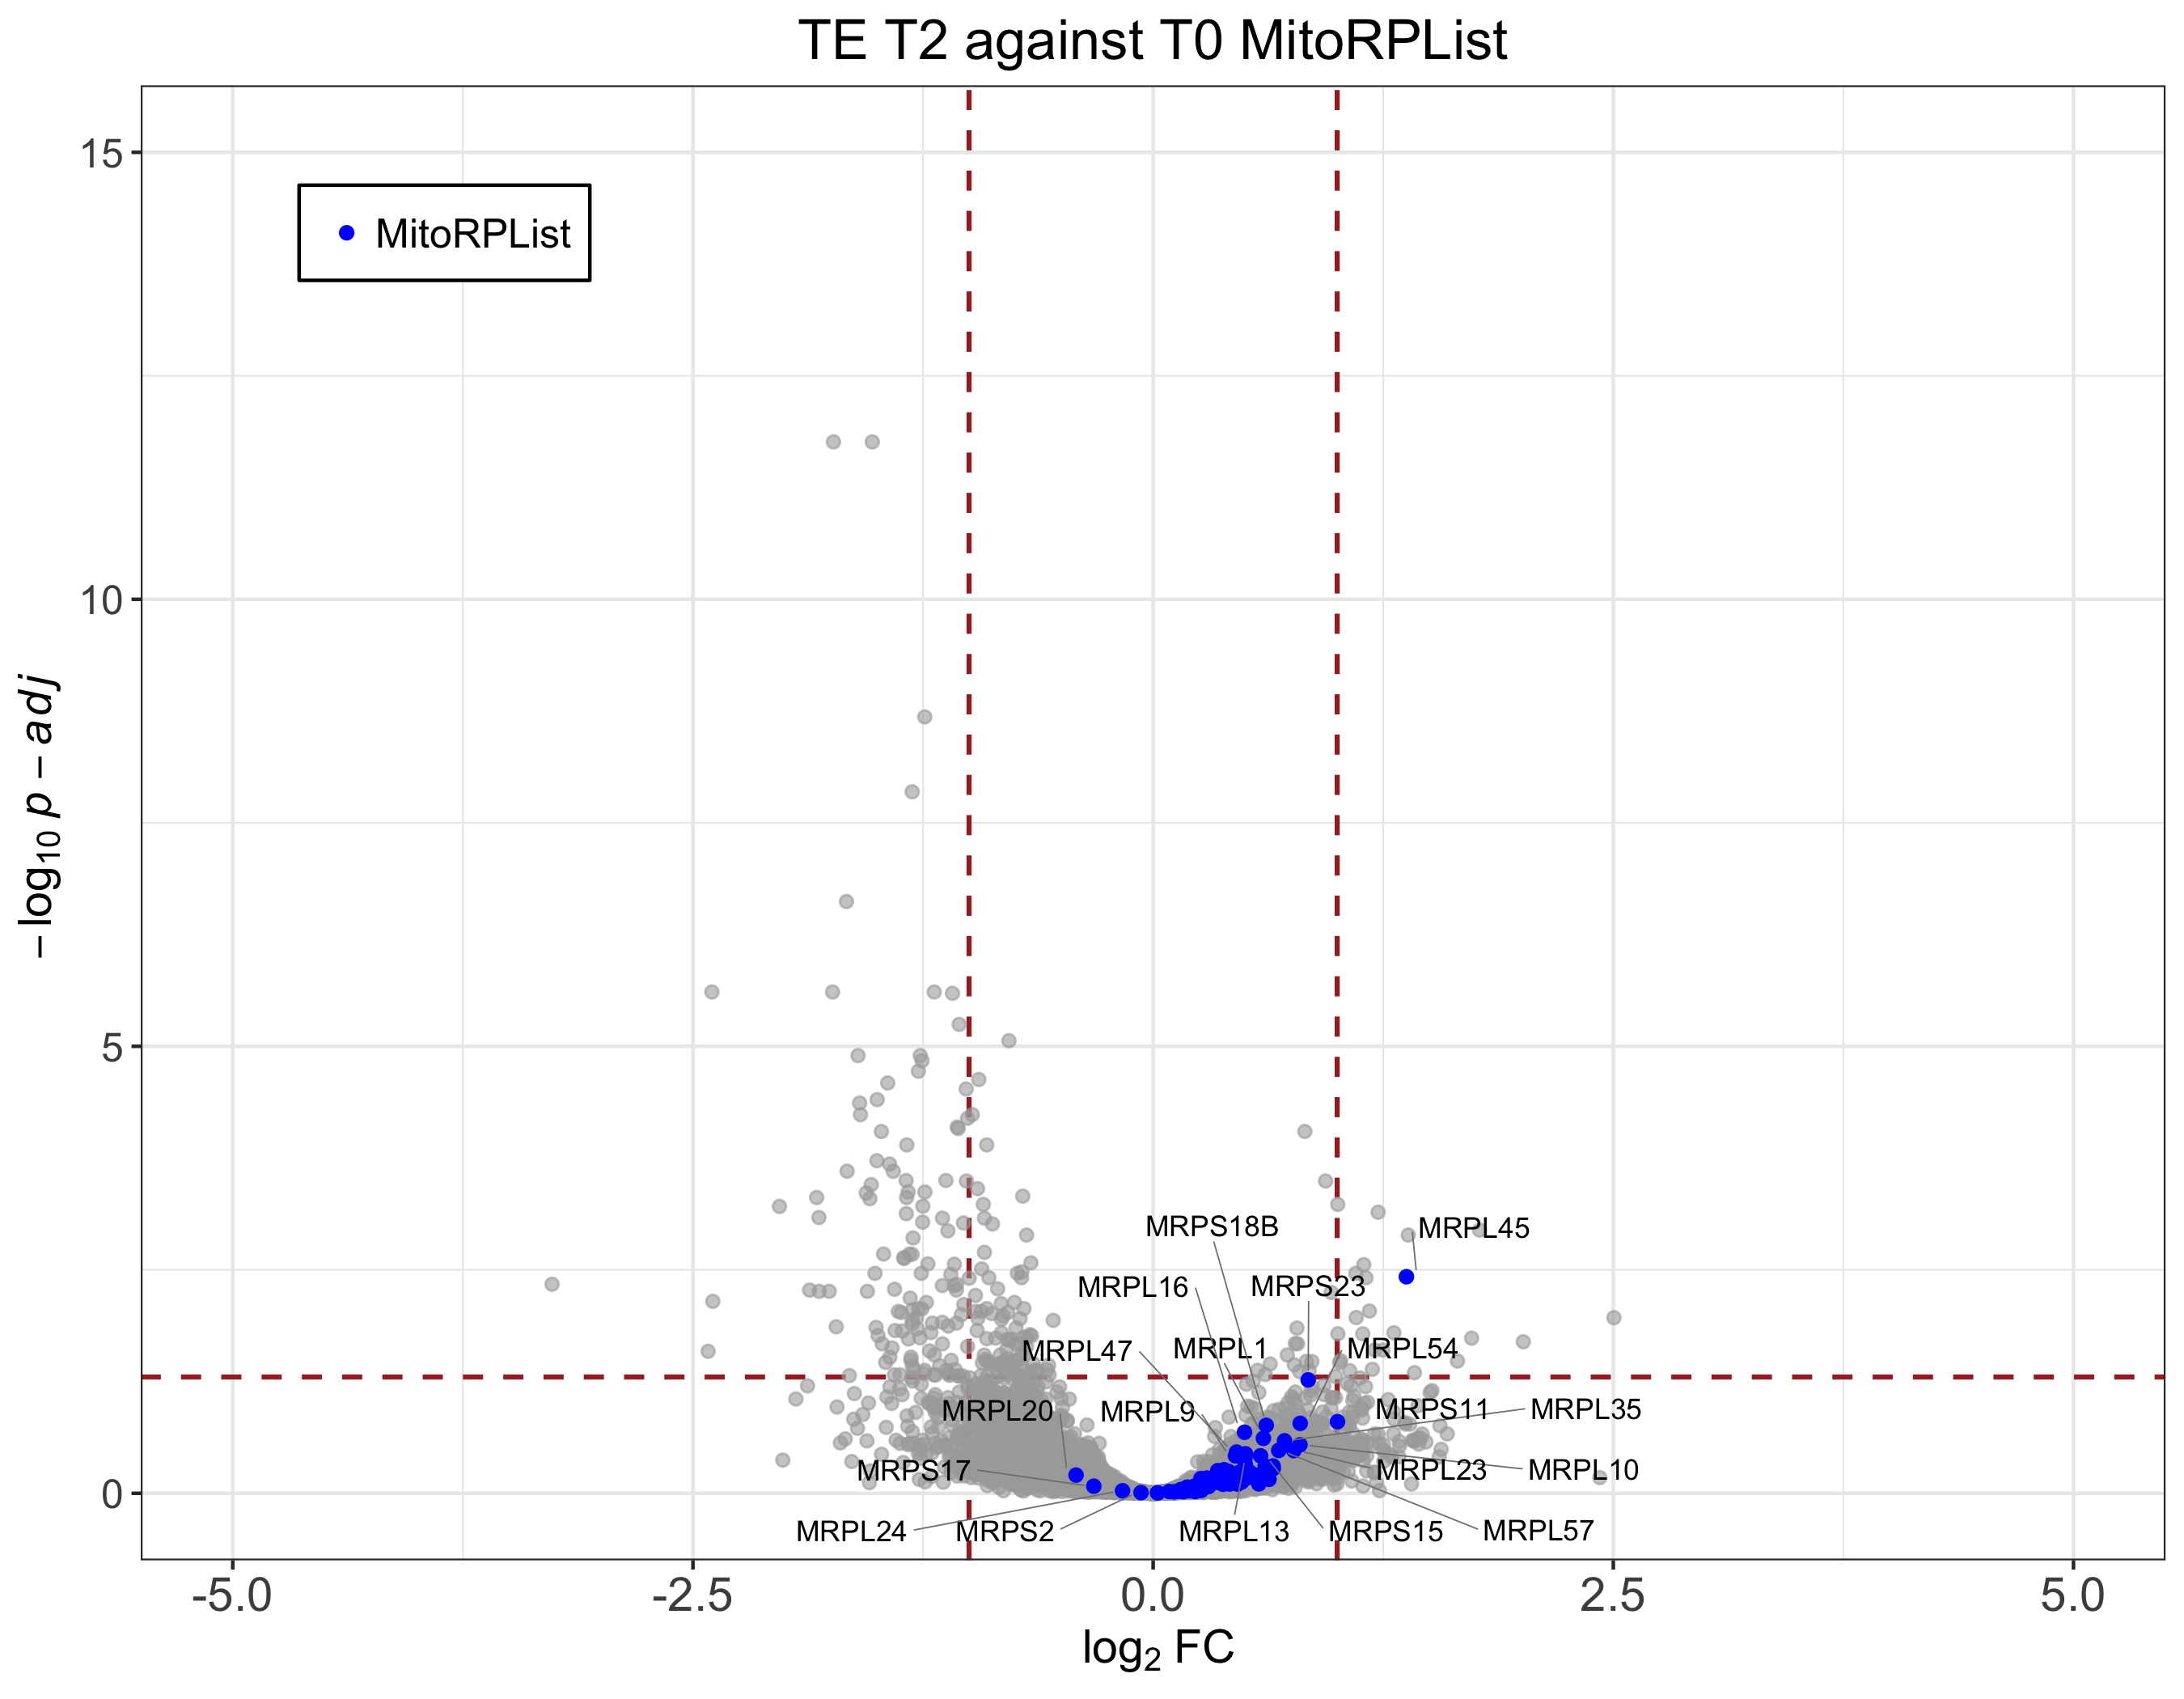 TE T2 against T0 MitoRPList
15
MitoRPList
10
5
0
−log10 p − adj
MRPS18B
MRPL45
MRPL16
MRPS23
MRPL47
MRPL1
MRPL54
MRPL20
MRPL9
MRPS11
MRPL35
MRPS17
MRPL23
MRPL10
MRPL24
MRPS2
MRPL13
MRPS15
MRPL57
-5.0
-2.5
0.0
2.5
5.0
log2 FC